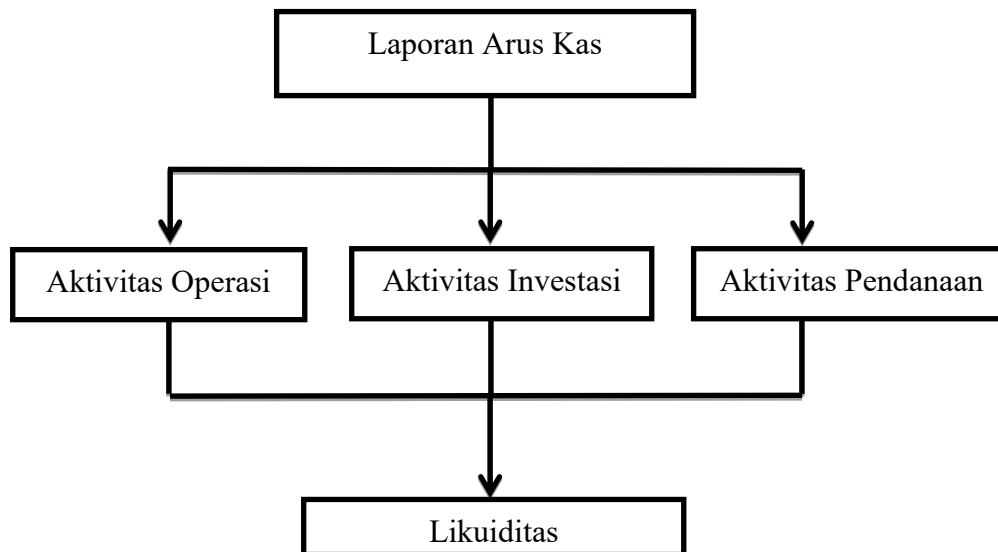 Laporan Arus Kas
Aktivitas Operasi
Aktivitas Investasi
Aktivitas Pendanaan
Likuiditas